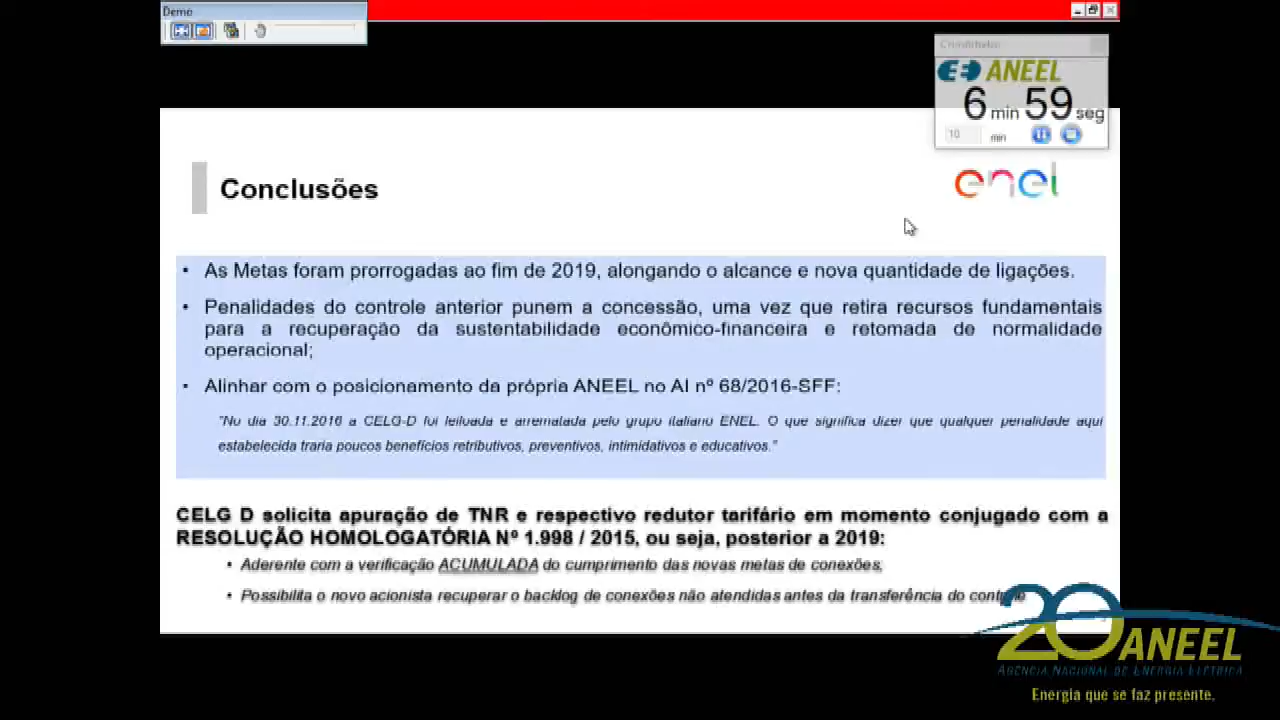 Demo
Cronômetro
ANEEL
6 min 59 seg
10 min
enel
Conclusões
• As Metas foram prorrogadas ao fim de 2019, alongando o alcance e nova quantidade de ligações.
• Penalidades do controle anterior punem a concessão, uma vez que retira recursos fundamentais
para a recuperação da sustentabilidade econômico-financeira e retomada de normalidade
operacional;
• Alinhar com o posicionamento da própria ANEEL no AI nº 68/2016-SFF:
"No dia 30.11.2016 a CELG-D foi leiloada e arrematada pelo grupo italiano ENEL. O que significa dizer que qualquer penalidade aqui
estabelecida traria poucos benefícios retributivos, preventivos, intimidativos e educativos."
CELG D solicita apuração de TNR e respectivo redutor tarifário em momento conjugado com a
RESOLUÇÃO HOMOLOGATÓRIA Nº 1.998 / 2015, ou seja, posterior a 2019:
• Aderente com a verificação ACUMULADA do cumprimento das novas metas de conexões;
• Possibilita o novo acionista recuperar o backlog de conexões não atendidas antes da transferência do controle
20 ANEEL
AGÊNCIA NACIONAL DE ENERGIA ELÉTRICA
Energia que se faz presente.